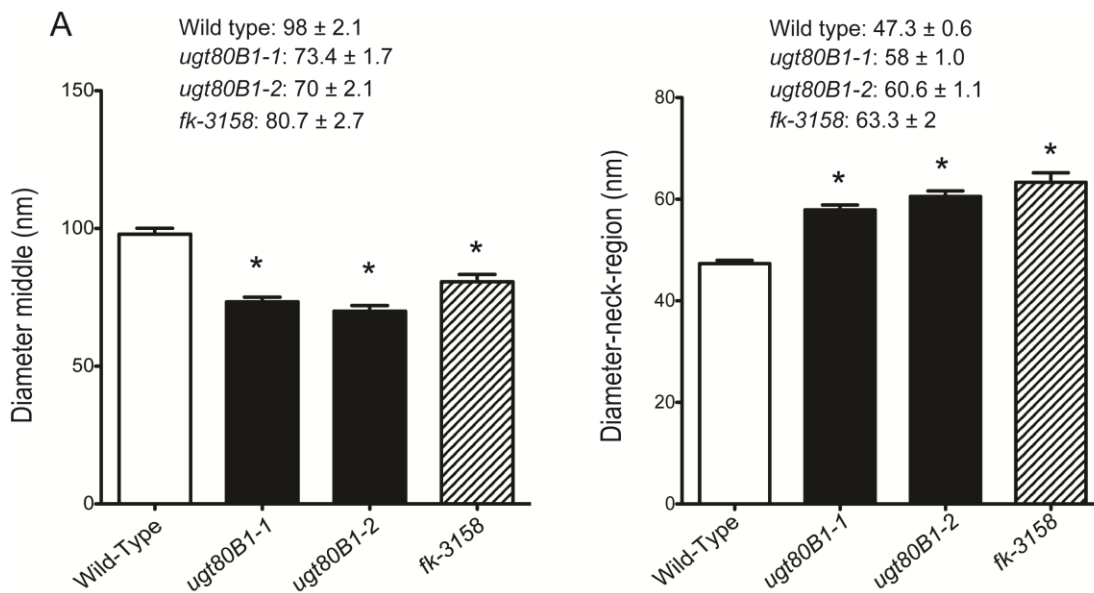 A
Wild type: 98 ± 2.1
ugt80B1-1: 73.4 ± 1.7
ugt80B1-2: 70 ± 2.1
fk-3158: 80.7 ± 2.7
150
100
50
0
Diameter middle (nm)
*
*
*
Wild-Type
ugt80B1-1
ugt80B1-2
fk-3158
Wild type: 47.3 ± 0.6
ugt80B1-1: 58 ± 1.0
ugt80B1-2: 60.6 ± 1.1
fk-3158: 63.3 ± 2
80
60
40
20
0
Diameter-neck-region (nm)
*
*
*
Wild-Type
ugt80B1-1
ugt80B1-2
fk-3158